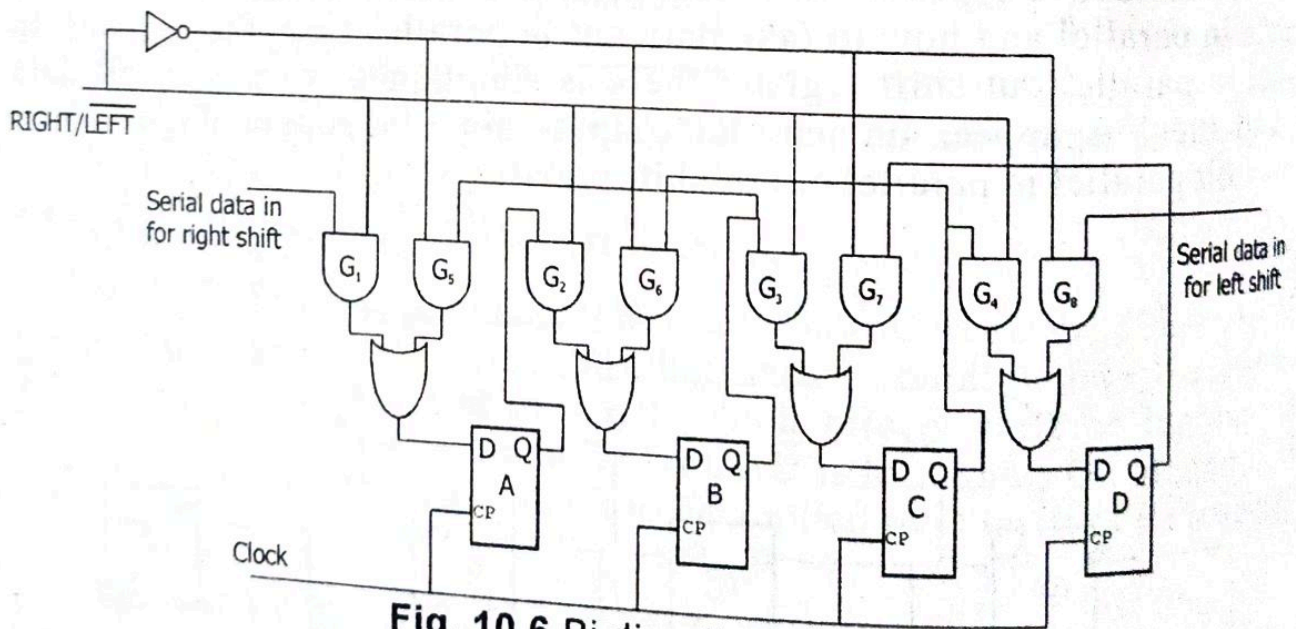 RIGHT/L̅E̅F̅T̅
Serial data in
for right shift
G₁
G₅
G₂
G₆
G₃
G₇
G₄
G₈
Serial data in
for left shift
D Q
A
CP
D Q
B
CP
D Q
C
CP
D Q
D
CP
Clock
Fig. 10.6